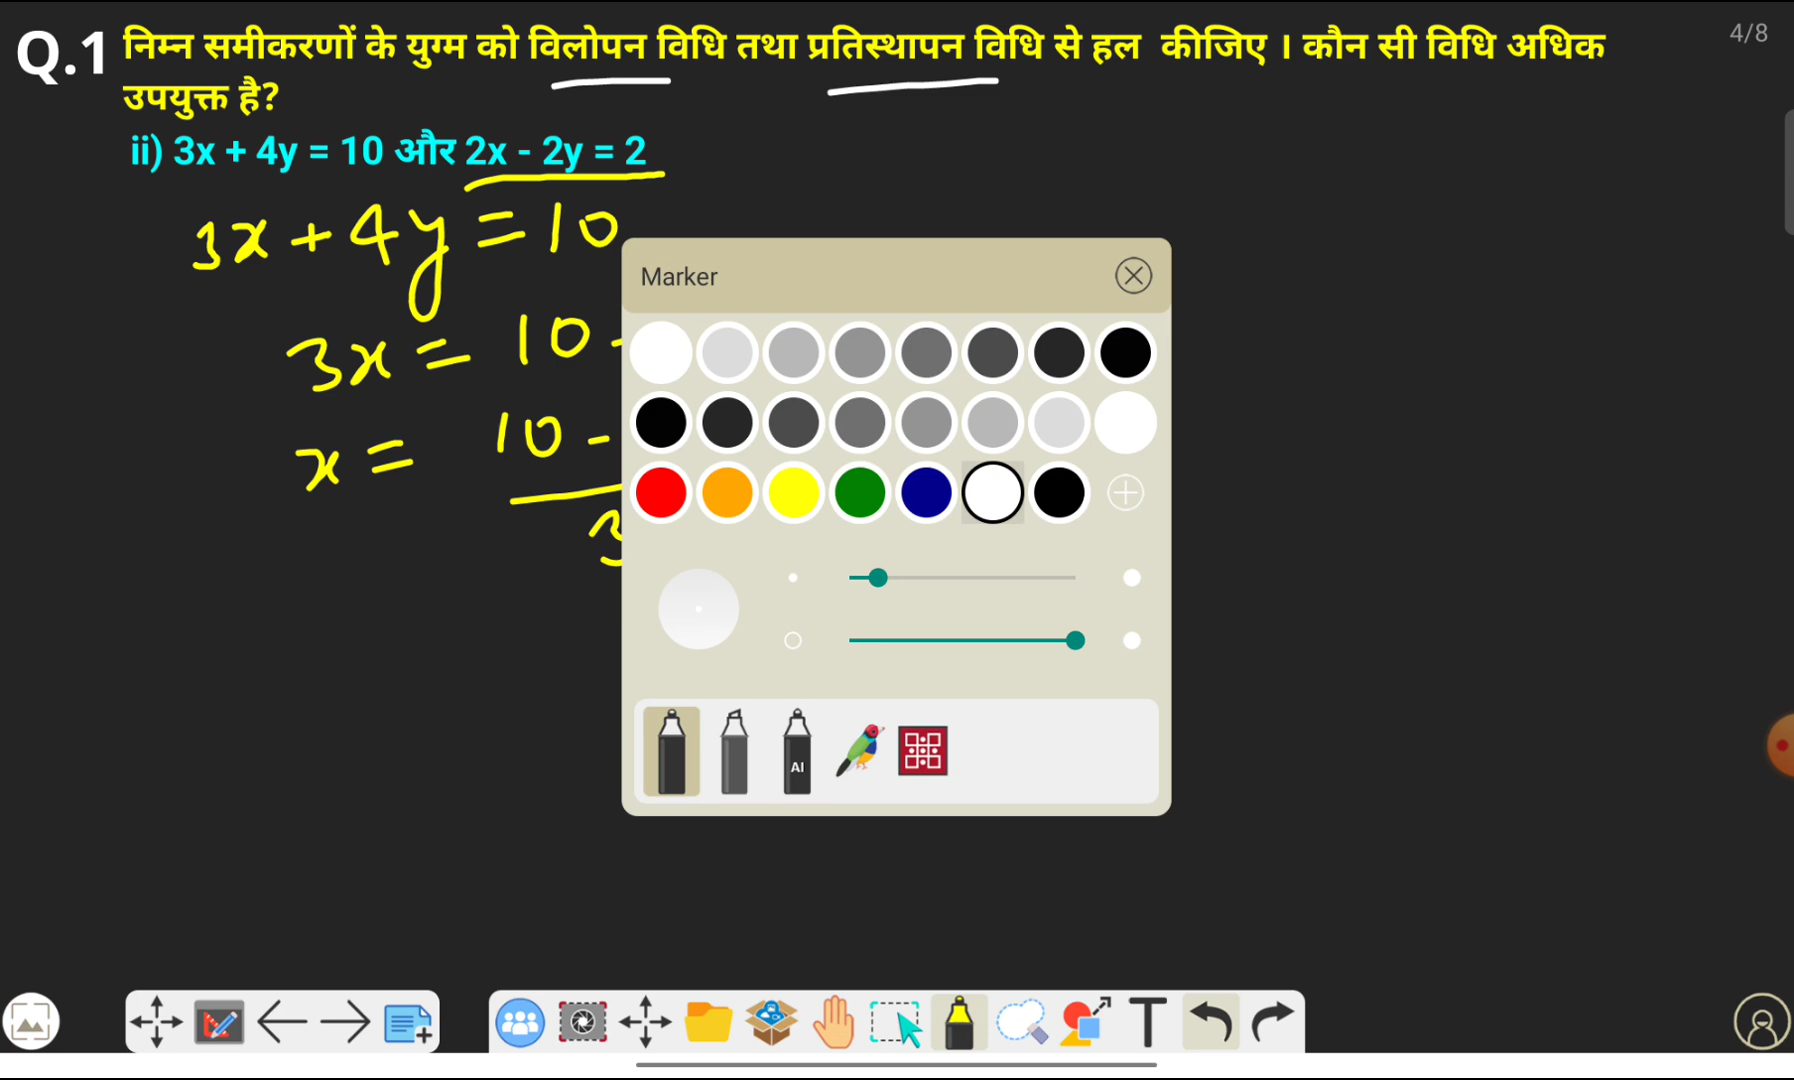 Q.1 निम्न समीकरणों के युग्म को विलोपन विधि तथा प्रतिस्थापन विधि से हल कीजिए । कौन सी विधि अधिक
उपयुक्त है?
4/8
ii) 3x + 4y = 10 और 2x - 2y = 2
3x + 4y = 10
3x = 10 -
x = 10 -
3
Marker
AI
T